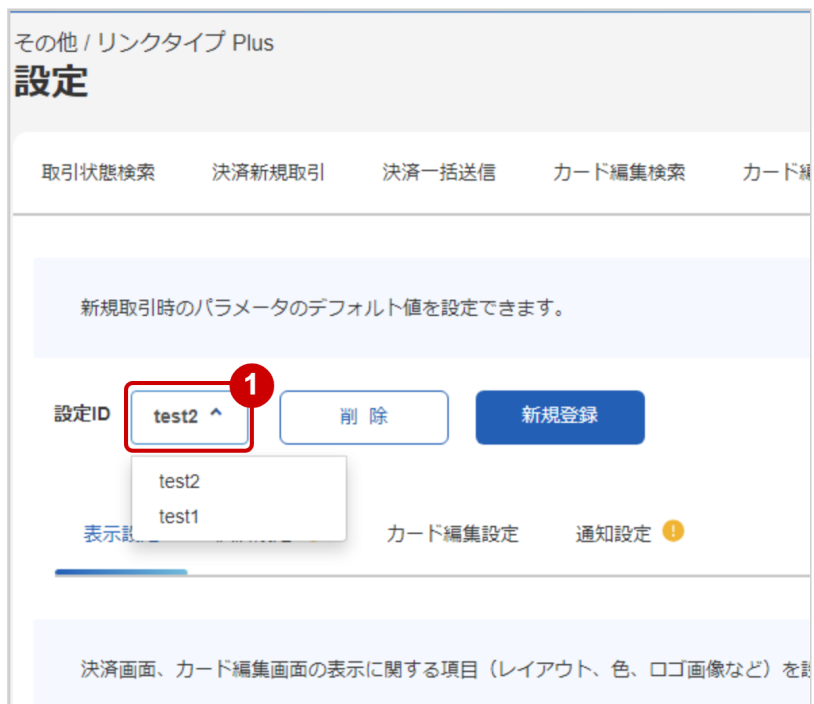 その他 / リンクタイプ Plus
設定
取引状態検索 決済新規取引 決済一括送信 カード編集検索 カード
新規取引時のパラメータのデフォルト値を設定できます。
1
設定ID test2 削除 新規登録
test2
test1
表示 カード編集設定 通知設定 !
決済画面、カード編集画面の表示に関する項目（レイアウト、色、ロゴ画像など）を